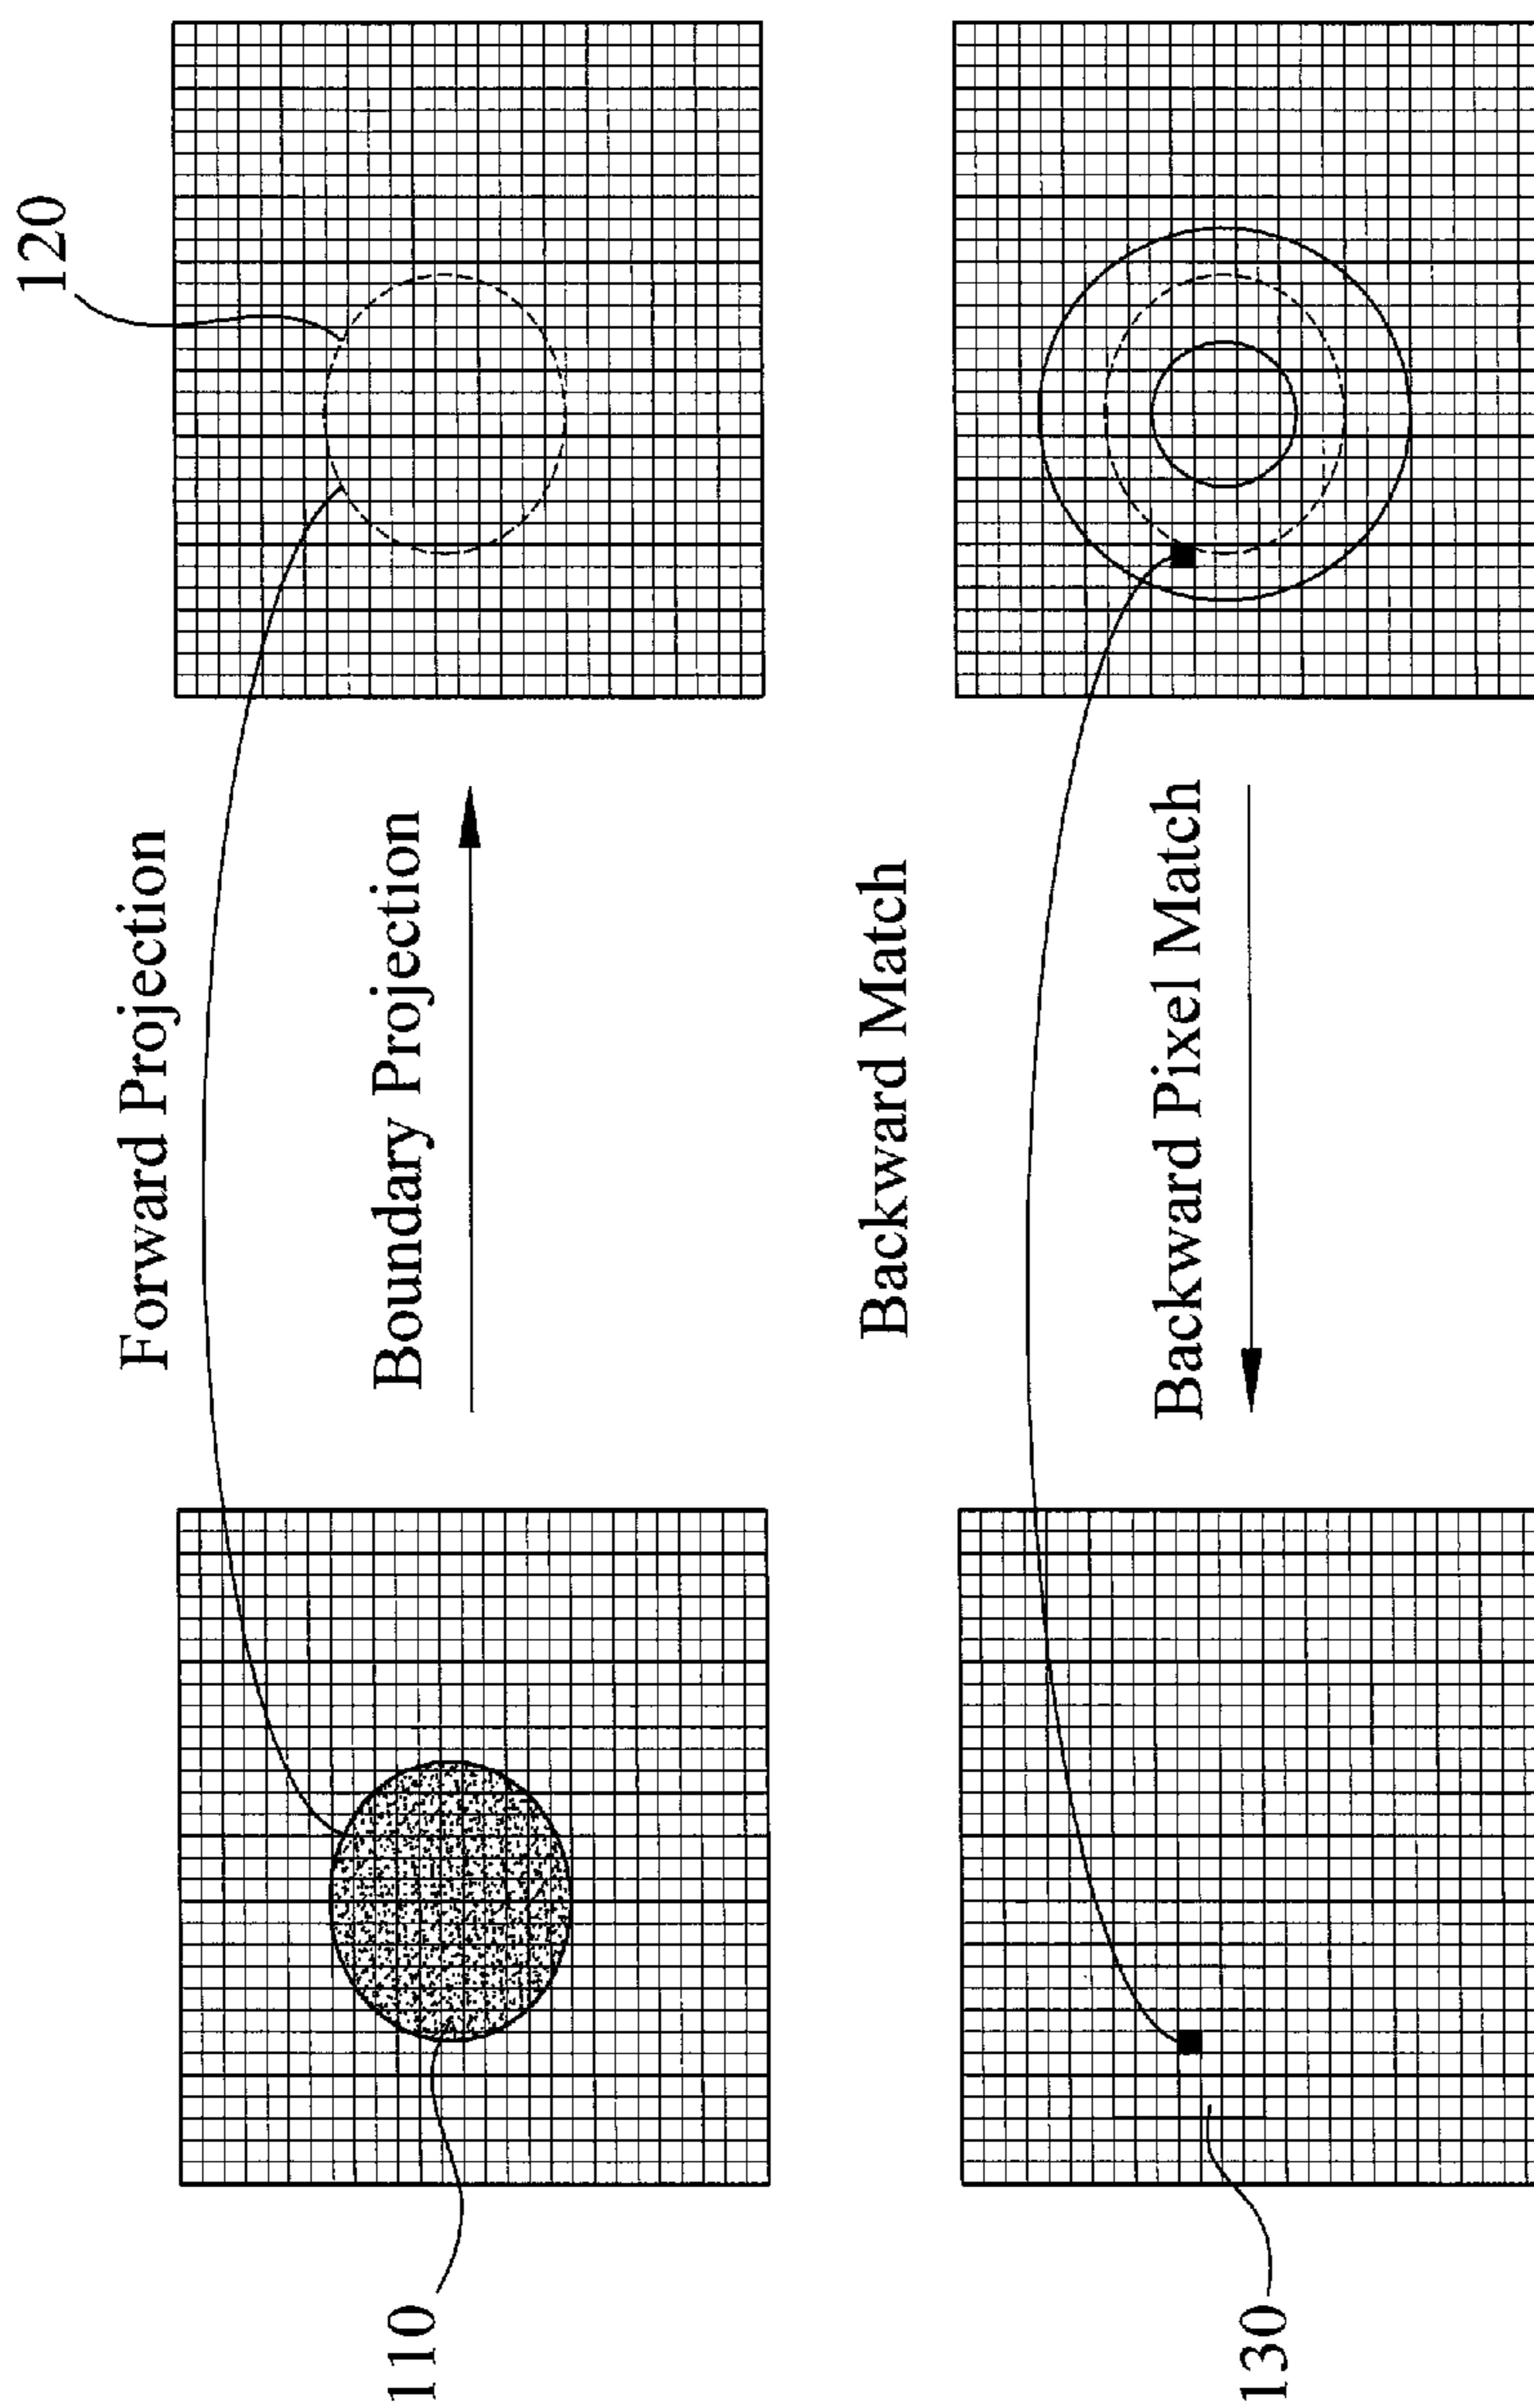 120
Forward Projection
Boundary Projection
110
Backward Match
Backward Pixel Match
130